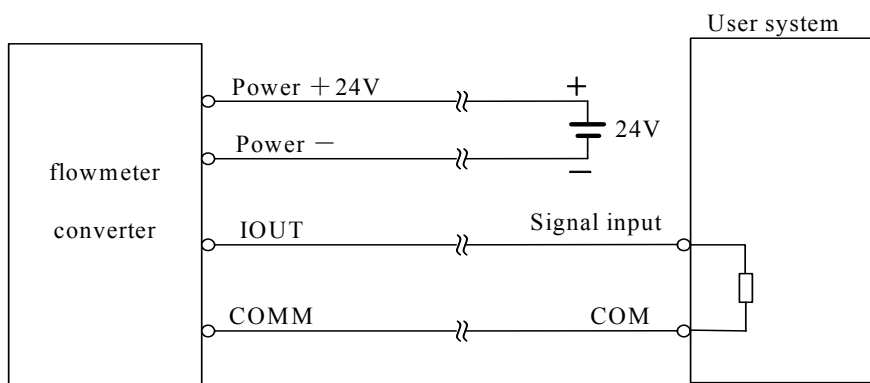 User system
Power +24V
+
24V
Power −
−
flowmeter
converter
IOUT
Signal input
COMM
COM